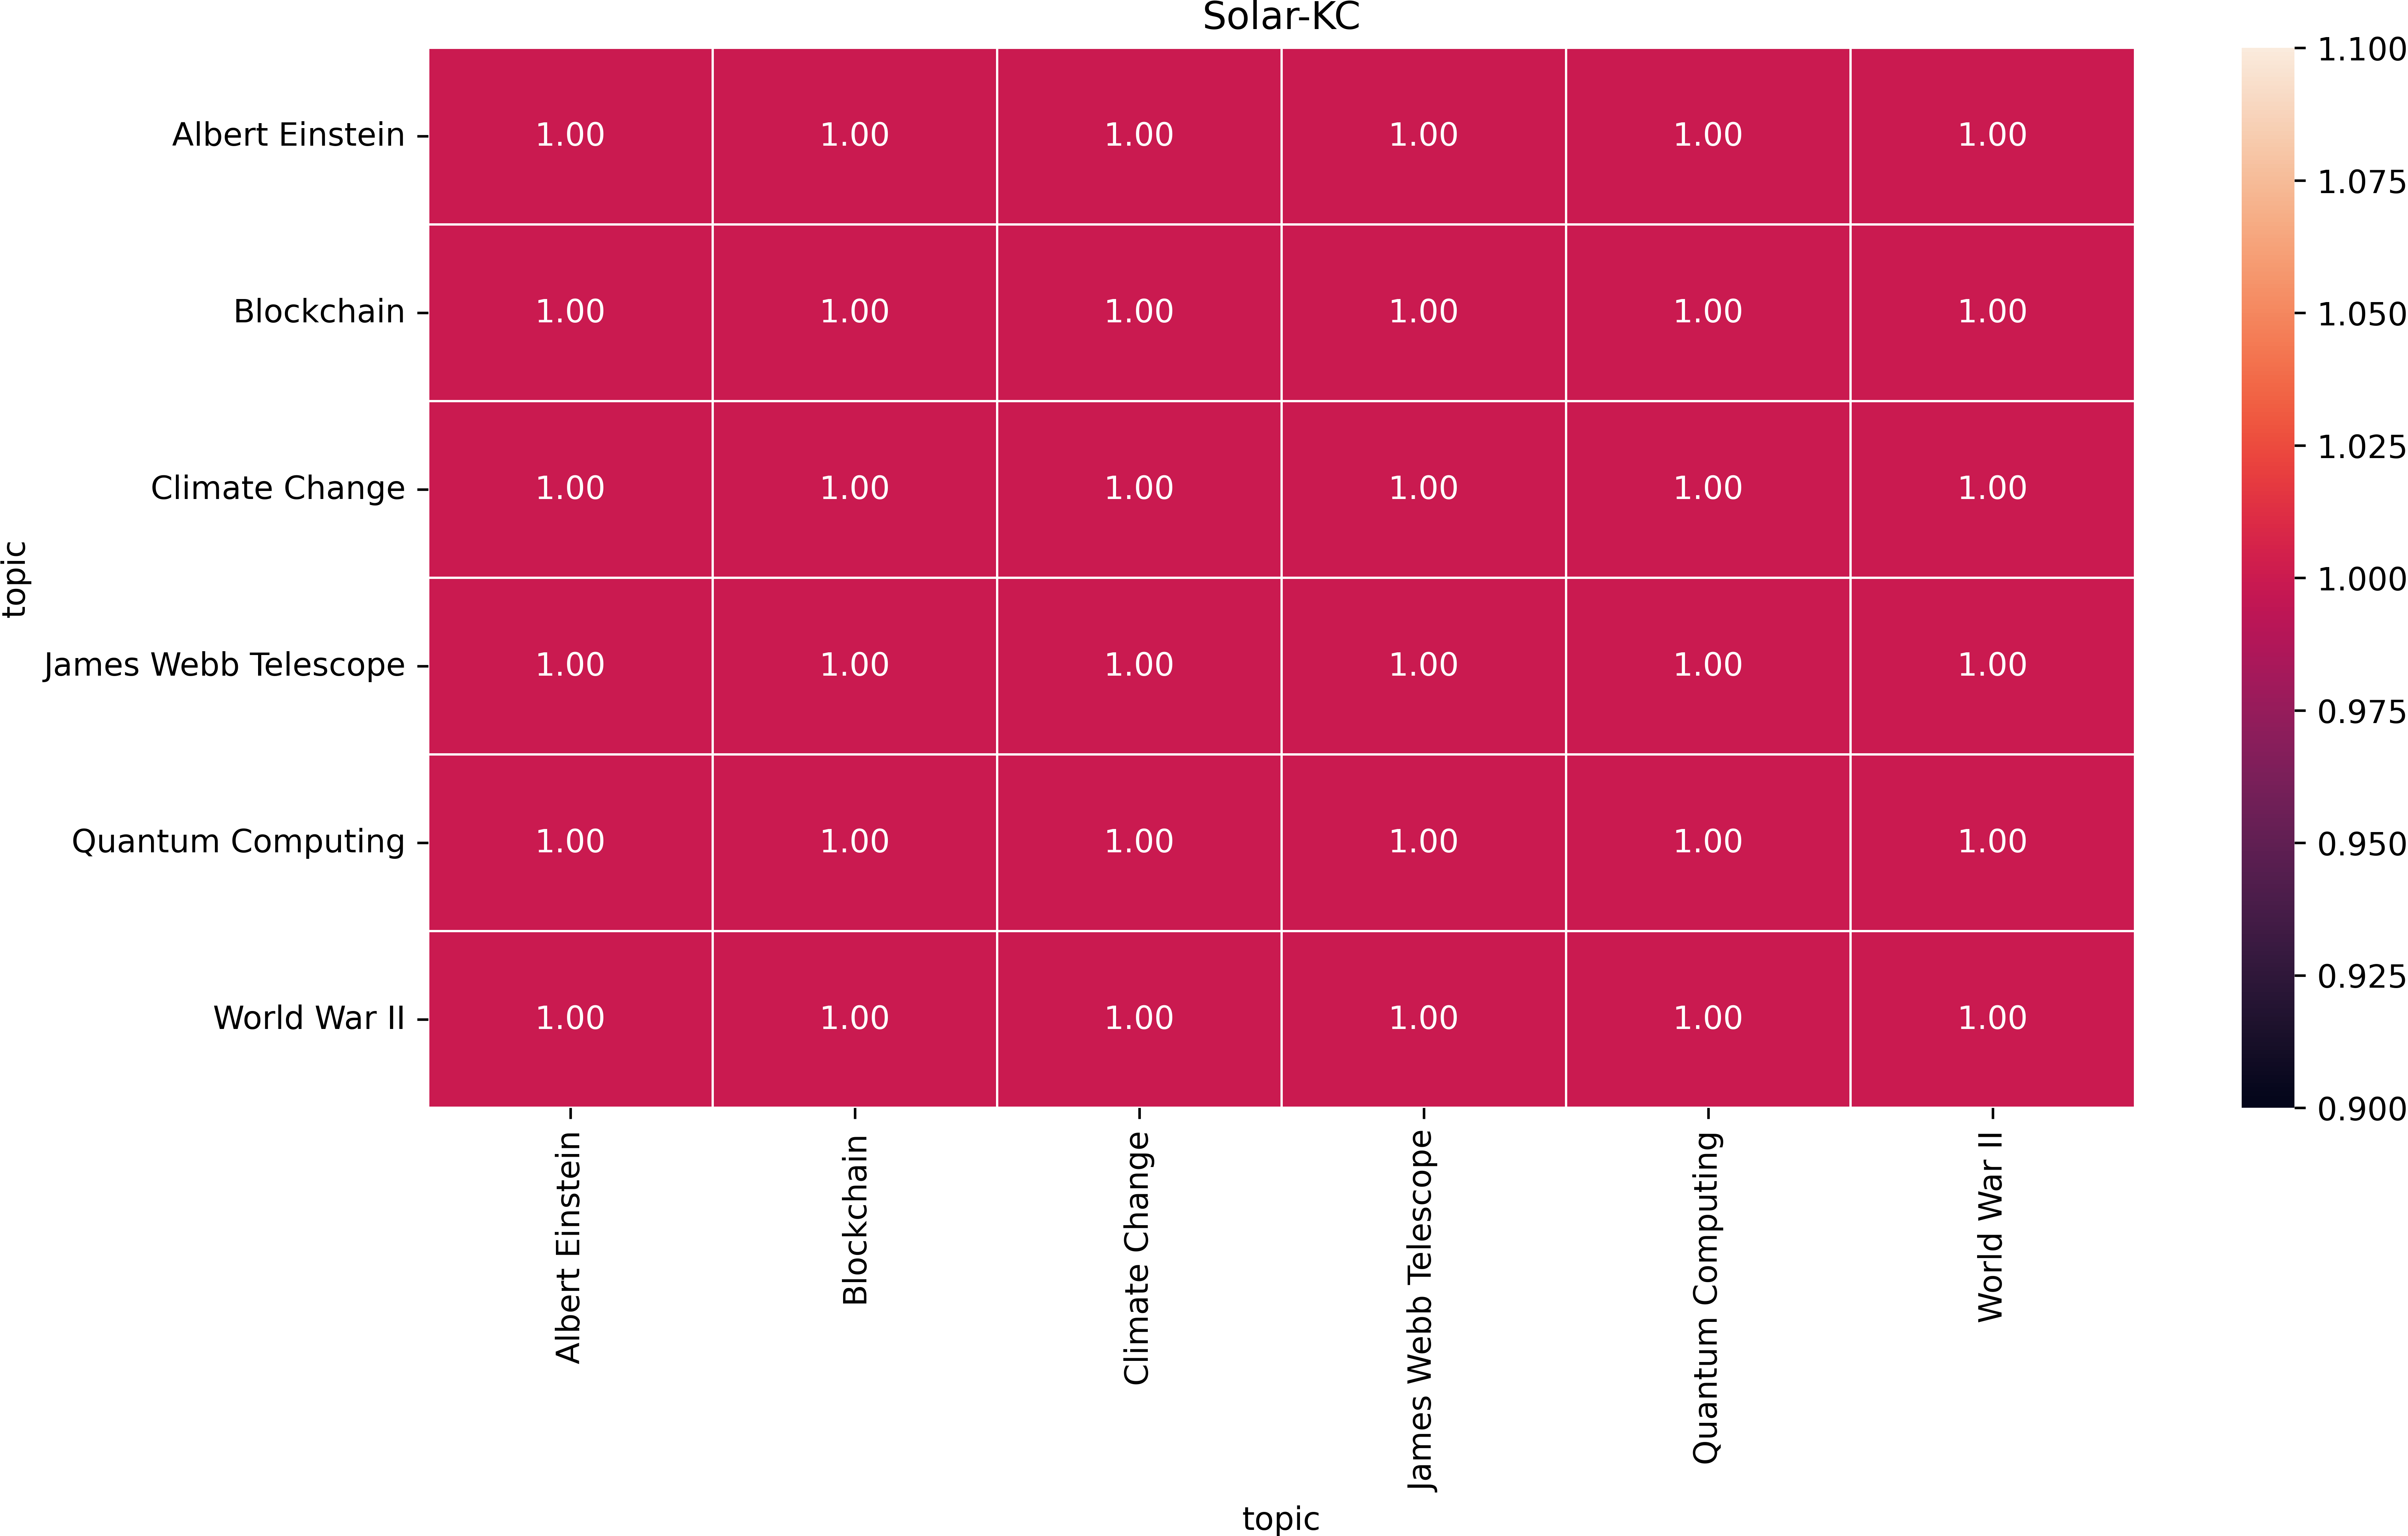 Solar-KC
topic
Albert Einstein 1.00 1.00 1.00 1.00 1.00 1.00
Blockchain 1.00 1.00 1.00 1.00 1.00 1.00
Climate Change 1.00 1.00 1.00 1.00 1.00 1.00
James Webb Telescope 1.00 1.00 1.00 1.00 1.00 1.00
Quantum Computing 1.00 1.00 1.00 1.00 1.00 1.00
World War II 1.00 1.00 1.00 1.00 1.00 1.00
Albert Einstein
Blockchain
Climate Change
James Webb Telescope
Quantum Computing
World War II
topic
1.100
1.075
1.050
1.025
1.000
0.975
0.950
0.925
0.900